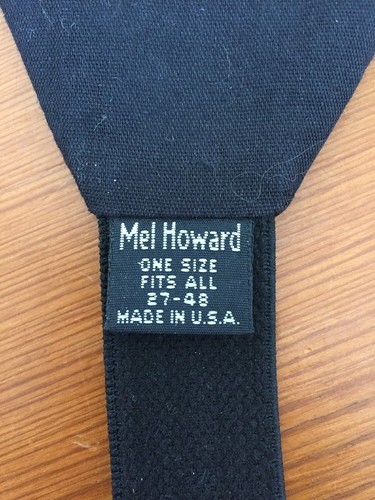 Mel Howard
ONE SIZE
FITS ALL
27-48
MADE IN U.S.A.